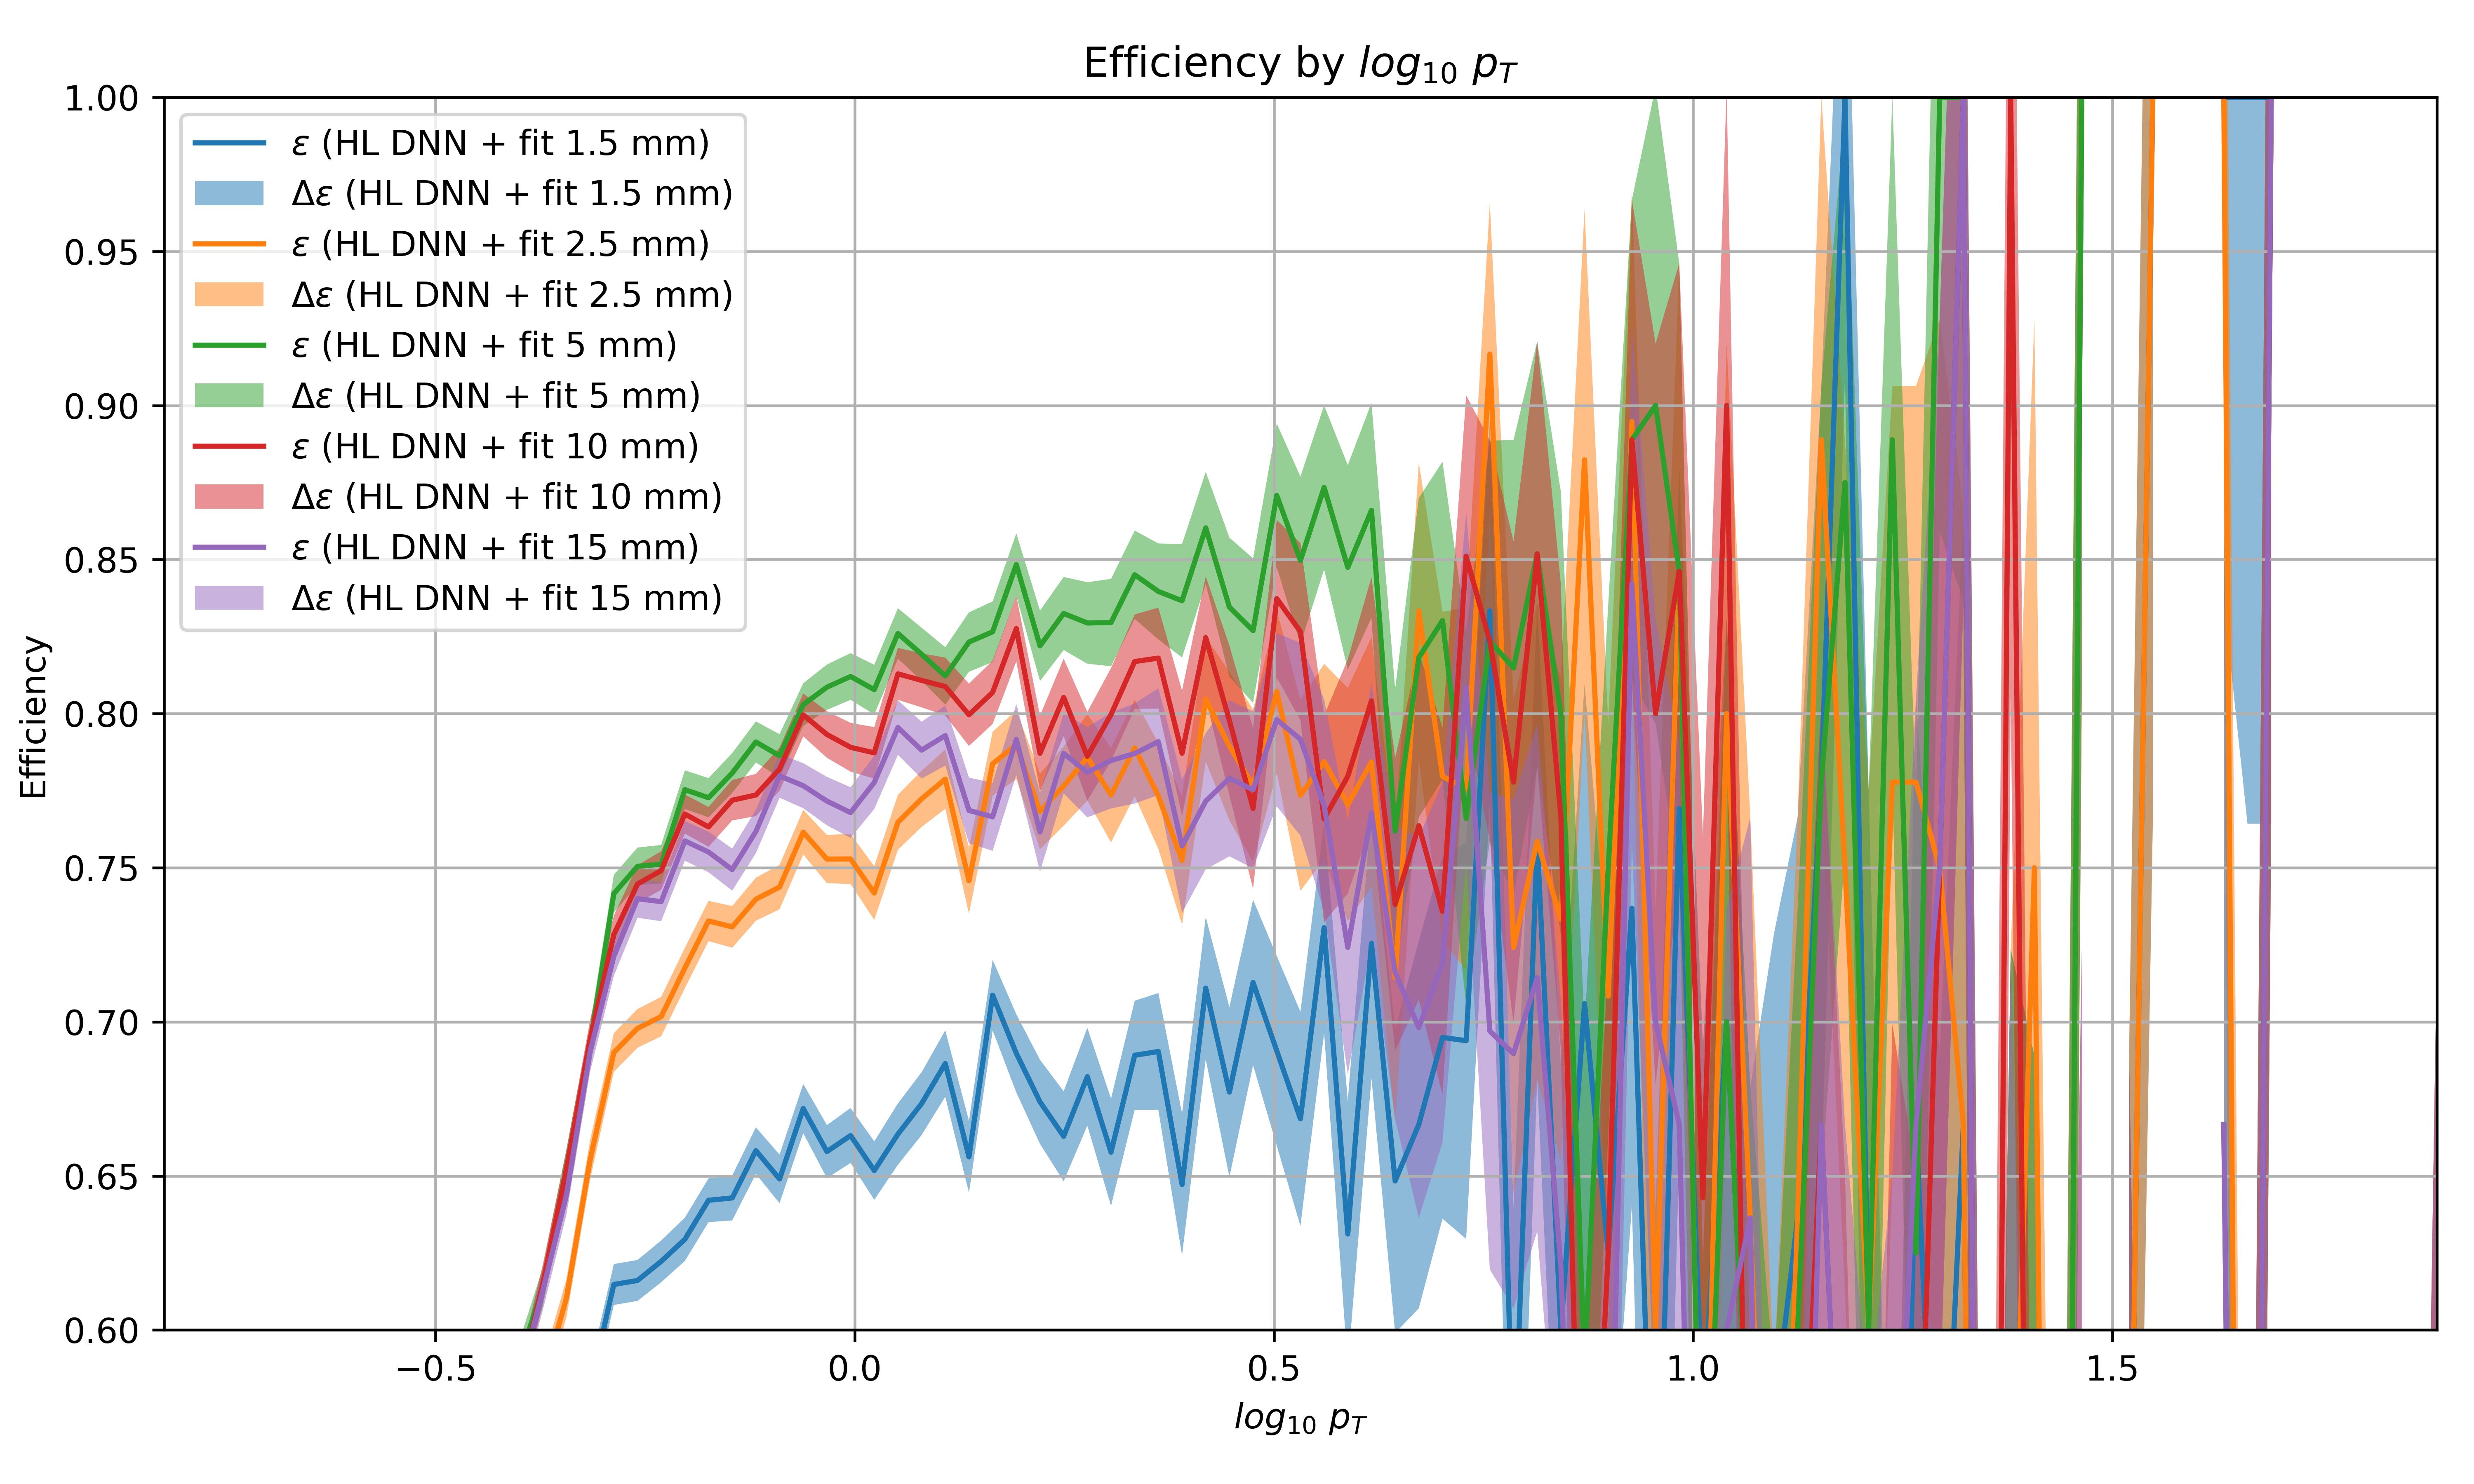 Efficiency by log₁₀ p_T
1.00
0.95
0.90
0.85
0.80
0.75
0.70
0.65
0.60
Efficiency
ε (HL DNN + fit 1.5 mm)
Δε (HL DNN + fit 1.5 mm)
ε (HL DNN + fit 2.5 mm)
Δε (HL DNN + fit 2.5 mm)
ε (HL DNN + fit 5 mm)
Δε (HL DNN + fit 5 mm)
ε (HL DNN + fit 10 mm)
Δε (HL DNN + fit 10 mm)
ε (HL DNN + fit 15 mm)
Δε (HL DNN + fit 15 mm)
−0.5 0.0 0.5 1.0 1.5
log₁₀ p_T